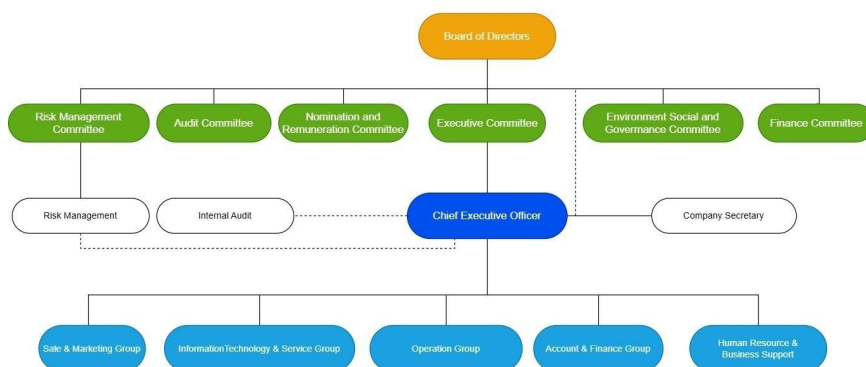 Board of Directors
Risk Management
Committee
Audit Committee
Nomination and
Remuneration Committee
Executive Committee
Environment Social and
Governance Committee
Finance Committee
Risk Management
Internal Audit
Chief Executive Officer
Company Secretary
Sale & Marketing Group
InformationTechnology & Service Group
Operation Group
Account & Finance Group
Human Resource &
Business Support